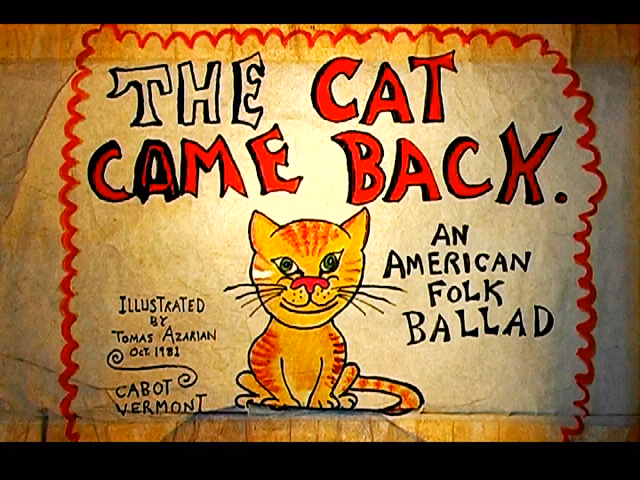 THE CAT
CAME BACK.
AN
AMERICAN
FOLK
BALLAD
ILLUSTRATED
BY
TOMAS AZARIAN
OCT. 1981
CABOT
VERMONT